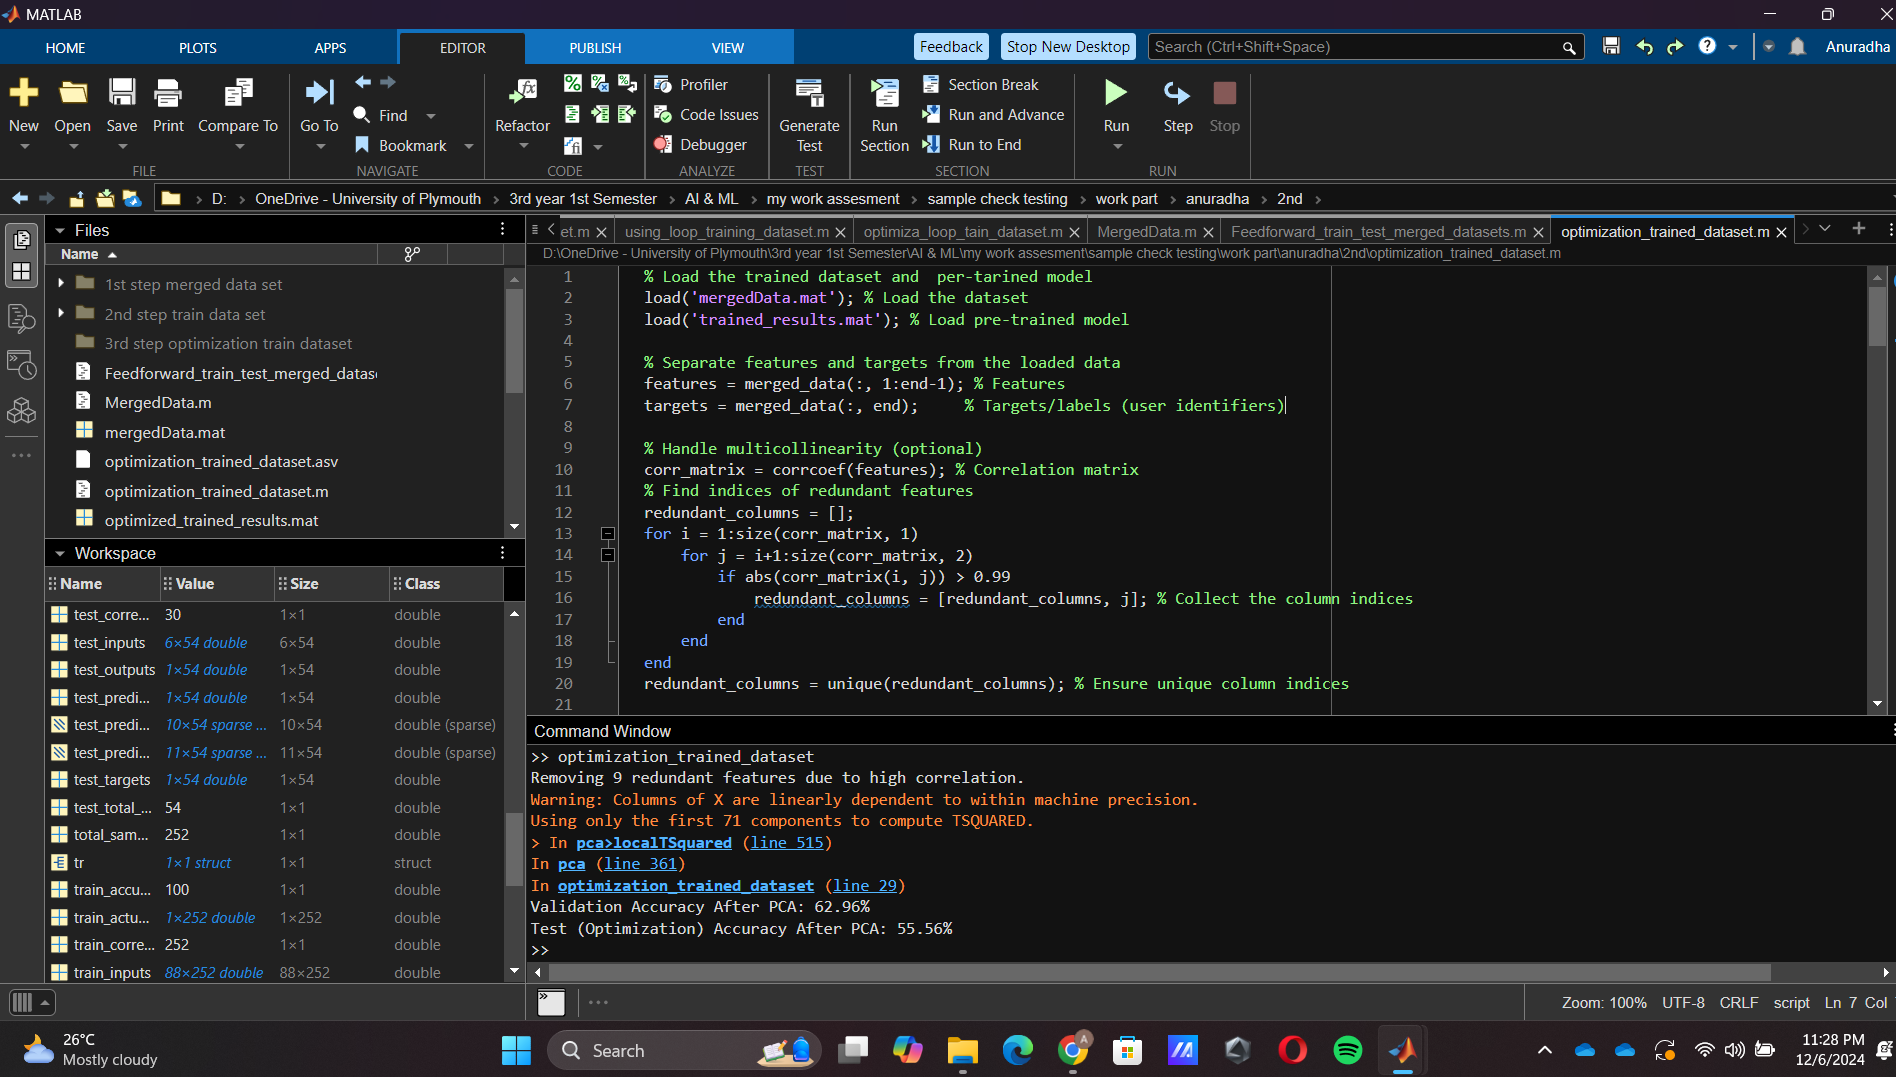 MATLAB
HOME PLOTS APPS EDITOR PUBLISH VIEW Feedback Stop New Desktop Search (Ctrl+Shift+Space) Anuradha
New Open Save Print Compare To Go To Find Bookmark Refactor Profiler Code Issues Debugger Generate Test Run Section Section Break Run and Advance Run to End Run Step Stop
FILE NAVIGATE CODE ANALYZE TEST SECTION RUN
D: › OneDrive - University of Plymouth › 3rd year 1st Semester › AI & ML › my work assesment › sample check testing › work part › anuradha › 2nd ›
Files
Name
1st step merged data set
2nd step train data set
3rd step optimization train dataset
Feedforward_train_test_merged_datas
MergedData.m
mergedData.mat
optimization_trained_dataset.asv
optimization_trained_dataset.m
optimized_trained_results.mat
Workspace
Name Value Size Class
test_corre... 30 1×1 double
test_inputs 6×54 double 6×54 double
test_outputs 1×54 double 1×54 double
test_predi... 1×54 double 1×54 double
test_predi... 10×54 sparse ... 10×54 double (sparse)
test_predi... 11×54 sparse ... 11×54 double (sparse)
test_targets 1×54 double 1×54 double
test_total_... 54 1×1 double
total_sam... 252 1×1 double
tr 1×1 struct 1×1 struct
train_accu... 100 1×1 double
train_actu... 1×252 double 1×252 double
train_corre... 252 1×1 double
train_inputs 88×252 double 88×252 double
et.m using_loop_training_dataset.m optimiza_loop_tain_dataset.m MergedData.m Feedforward_train_test_merged_datasets.m optimization_trained_dataset.m
D:\OneDrive - University of Plymouth\3rd year 1st Semester\AI & ML\my work assesment\sample check testing\work part\anuradha\2nd\optimization_trained_dataset.m
1 % Load the trained dataset and  per-tarined model
2 load('mergedData.mat'); % Load the dataset
3 load('trained_results.mat'); % Load pre-trained model
4
5 % Separate features and targets from the loaded data
6 features = merged_data(:, 1:end-1); % Features
7 targets = merged_data(:, end);     % Targets/labels (user identifiers)
8
9 % Handle multicollinearity (optional)
10 corr_matrix = corrcoef(features); % Correlation matrix
11 % Find indices of redundant features
12 redundant_columns = [];
13 for i = 1:size(corr_matrix, 1)
14     for j = i+1:size(corr_matrix, 2)
15         if abs(corr_matrix(i, j)) > 0.99
16             redundant_columns = [redundant_columns, j]; % Collect the column indices
17         end
18     end
19 end
20 redundant_columns = unique(redundant_columns); % Ensure unique column indices
21
Command Window
>> optimization_trained_dataset
Removing 9 redundant features due to high correlation.
Warning: Columns of X are linearly dependent to within machine precision.
Using only the first 71 components to compute TSQUARED.
> In pca>localTSquared (line 515)
In pca (line 361)
In optimization_trained_dataset (line 29)
Validation Accuracy After PCA: 62.96%
Test (Optimization) Accuracy After PCA: 55.56%
>>
Zoom: 100% UTF-8 CRLF script Ln 7 Col
26°C
Mostly cloudy
Search
11:28 PM
12/6/2024